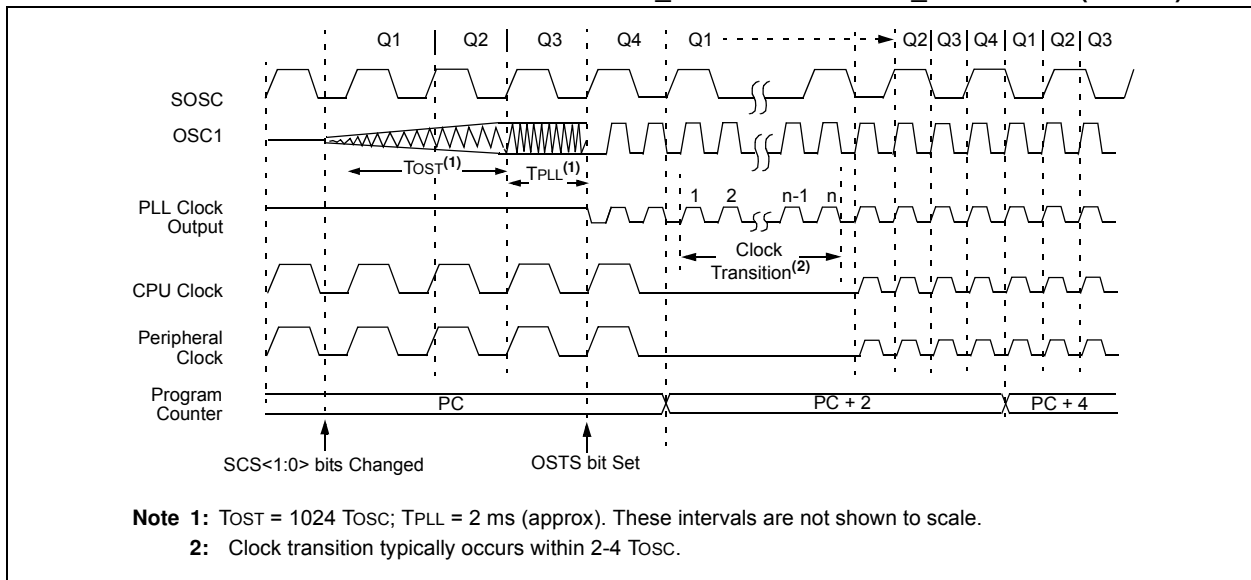 Q1 Q2 Q3 Q4 Q1 Q2 Q3 Q4 Q1 Q2 Q3
SOSC
OSC1
TOST(1) TPLL(1)
1 2 n-1 n
PLL Clock
Output
Clock
Transition(2)
CPU Clock
Peripheral
Clock
Program
Counter
PC PC + 2 PC + 4
SCS<1:0> bits Changed OSTS bit Set
Note 1: TOST = 1024 TOSC; TPLL = 2 ms (approx). These intervals are not shown to scale.
2: Clock transition typically occurs within 2-4 TOSC.